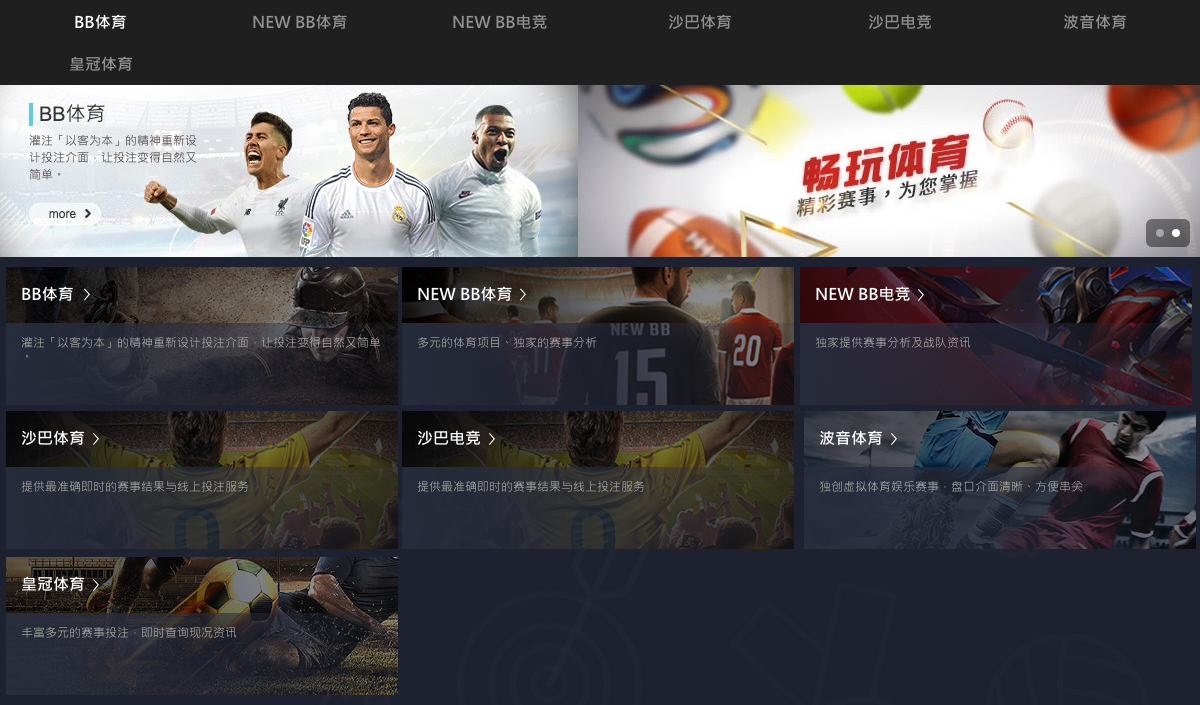 BB体育
NEW BB体育
NEW BB电竞
沙巴体育
沙巴电竞
波音体育
皇冠体育
BB体育
灌注「以客为本」的精神重新设
计投注介面，让投注变得自然又
简单。
more
畅玩体育
精彩赛事，为您掌握
BB体育
灌注「以客为本」的精神重新设计投注介面，让投注变得自然又简单
。
NEW BB体育
多元的体育项目、独家的赛事分析
NEW BB
15
11
20
NEW BB电竞
独家提供赛事分析及战队资讯
沙巴体育
提供最准确即时的赛事结果与线上投注服务
0
沙巴电竞
提供最准确即时的赛事结果与线上投注服务
0
波音体育
独创虚拟体育娱乐赛事，盘口介面清晰、方便串关
皇冠体育
丰富多元的赛事投注，即时查询现况资讯